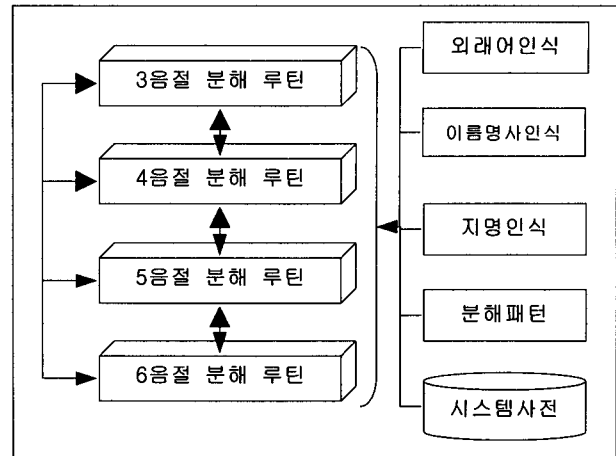 3음절 분해 루틴
4음절 분해 루틴
5음절 분해 루틴
6음절 분해 루틴
외래어인식
이름명사인식
지명인식
분해패턴
시스템사전